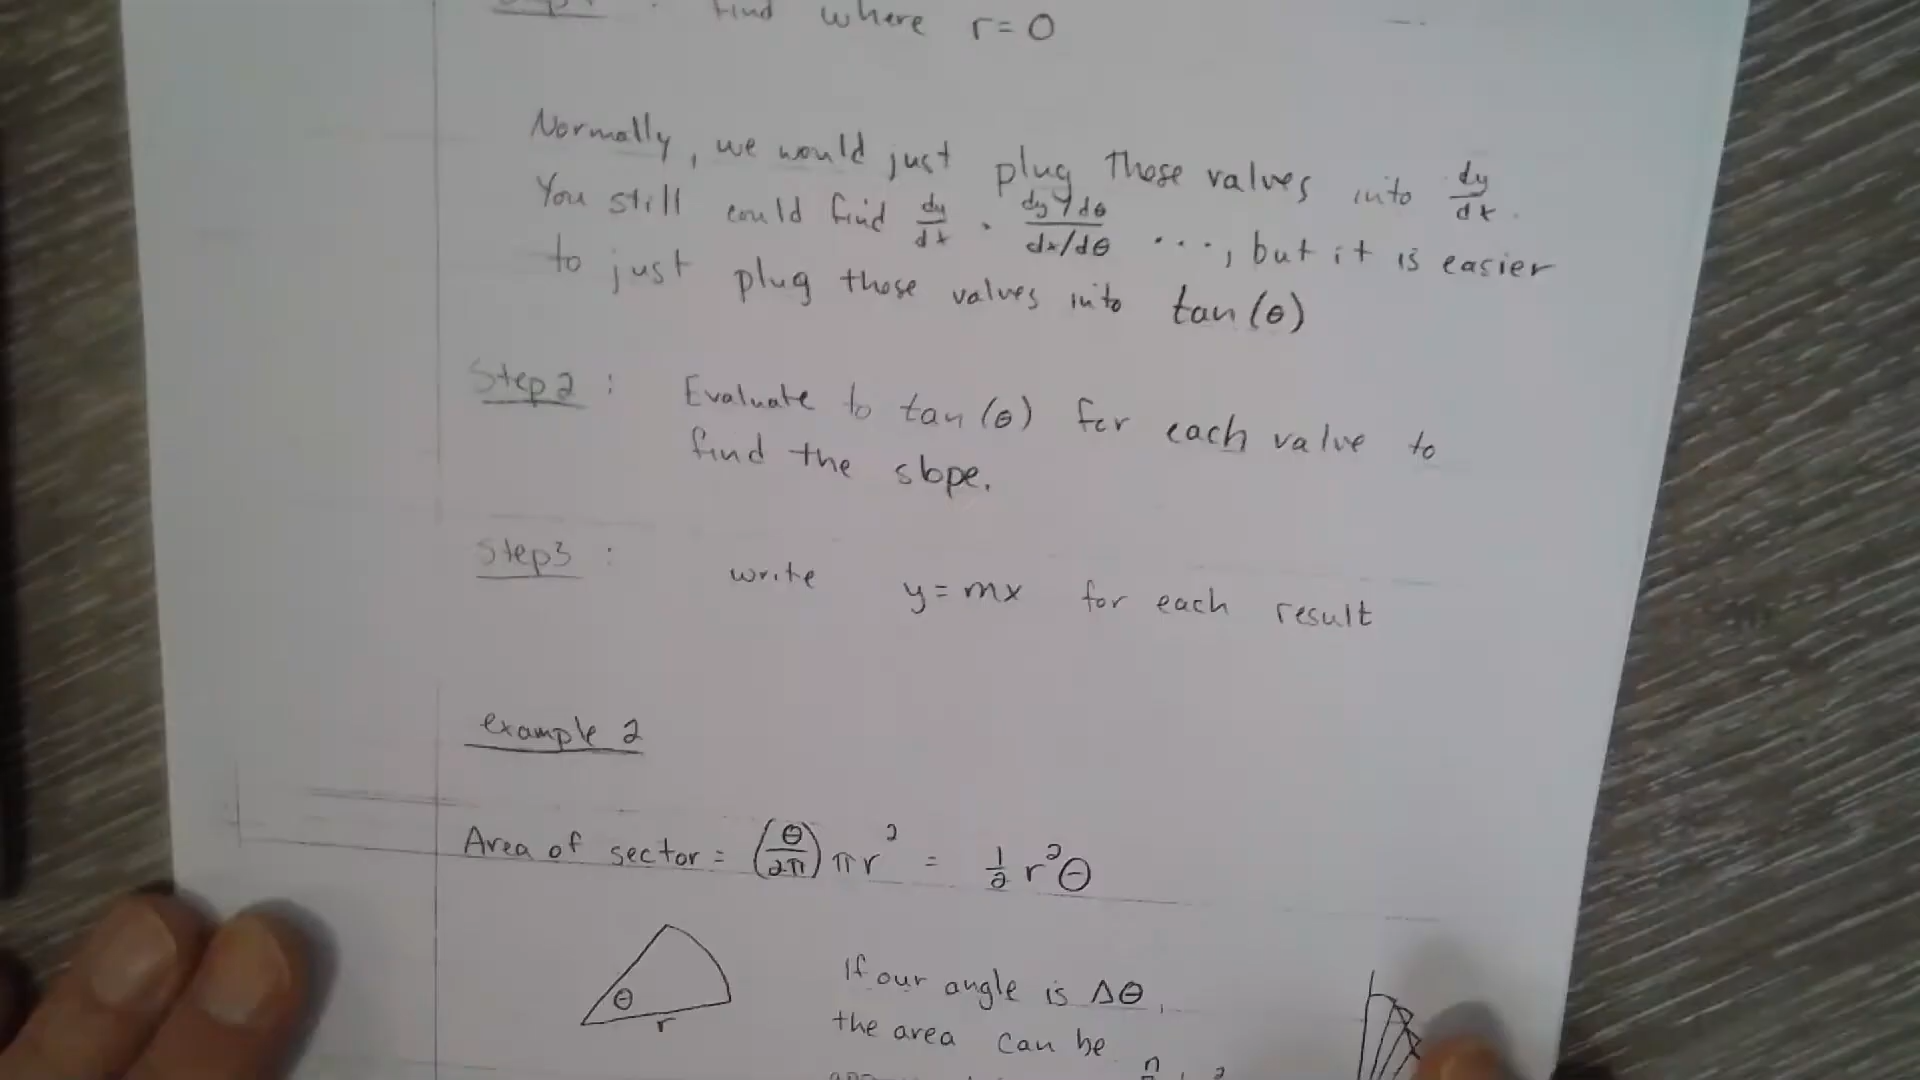 find where r=0
Normally, we would just plug those values into dy/dx.
You still could find dy/dx · dy/dθ / dx/dθ ..., but it is easier
to just plug those values into tan(θ)
Step 2: Evaluate to tan(θ) for each value to
find the slope.
Step 3: write y=mx for each result
example 2
Area of sector = (θ/2π) πr² = 1/2 r²θ
If our angle is Δθ,
the area can be
θ
r